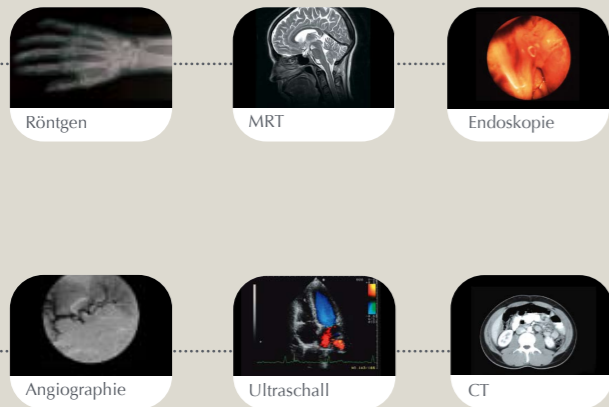 Röntgen
MRT
Endoskopie
Angiographie
Ultraschall
CT